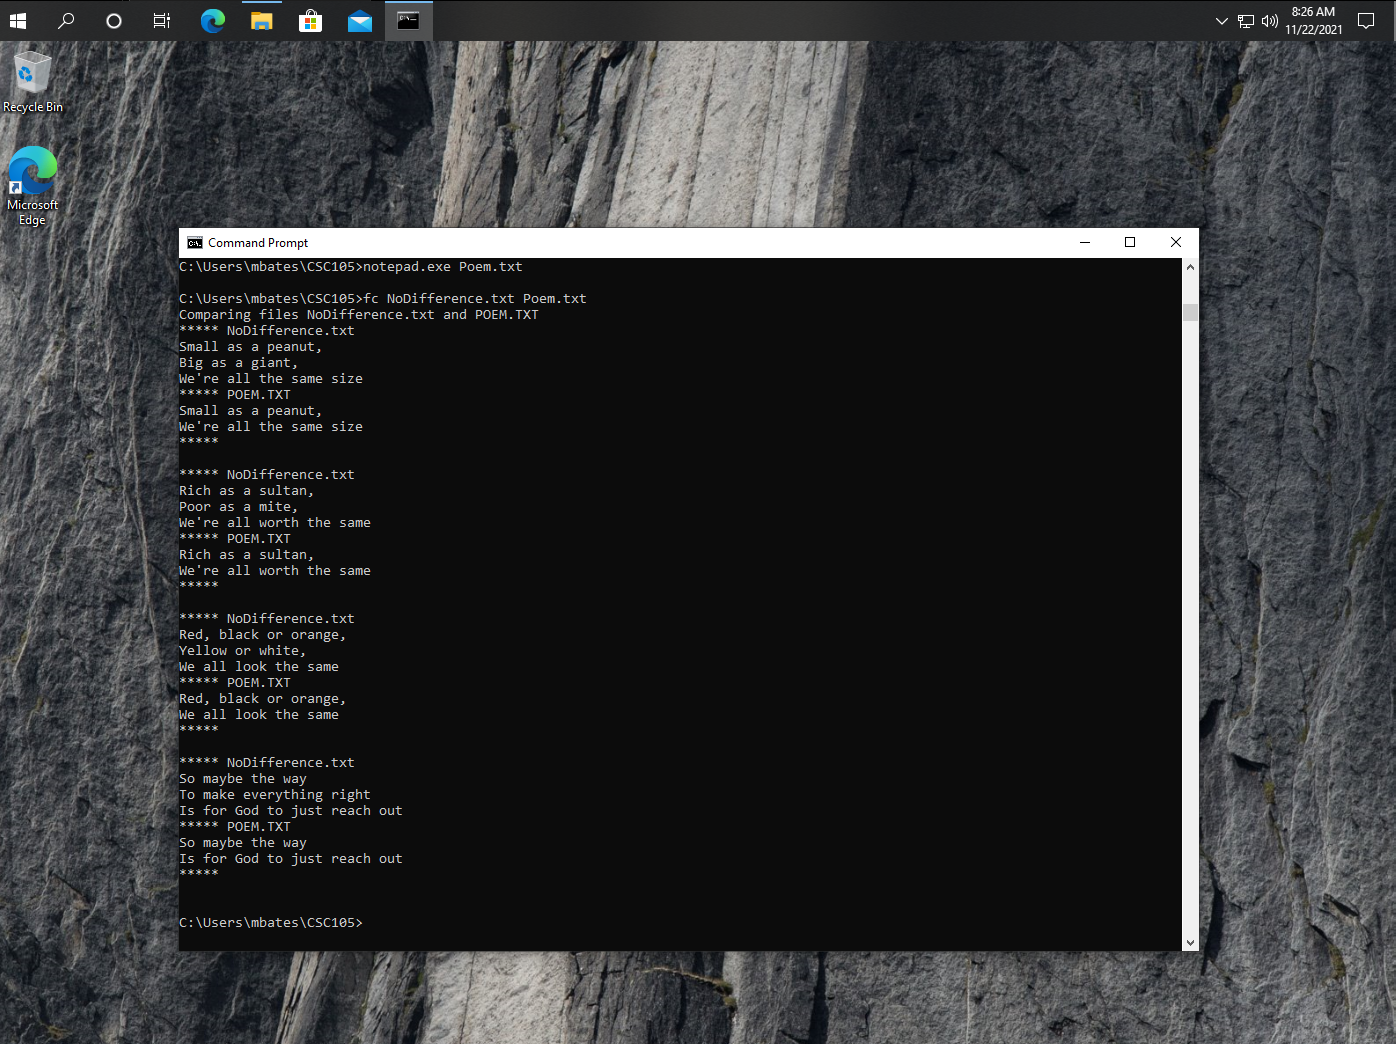 8:26 AM
11/22/2021
Recycle Bin
Microsoft
Edge
Command Prompt
C:\Users\mbates\CSC105>notepad.exe Poem.txt
C:\Users\mbates\CSC105>fc NoDifference.txt Poem.txt
Comparing files NoDifference.txt and POEM.TXT
***** NoDifference.txt
Small as a peanut,
Big as a giant,
We're all the same size
***** POEM.TXT
Small as a peanut,
We're all the same size
*****
***** NoDifference.txt
Rich as a sultan,
Poor as a mite,
We're all worth the same
***** POEM.TXT
Rich as a sultan,
We're all worth the same
*****
***** NoDifference.txt
Red, black or orange,
Yellow or white,
We all look the same
***** POEM.TXT
Red, black or orange,
We all look the same
*****
***** NoDifference.txt
So maybe the way
To make everything right
Is for God to just reach out
***** POEM.TXT
So maybe the way
Is for God to just reach out
*****
C:\Users\mbates\CSC105>